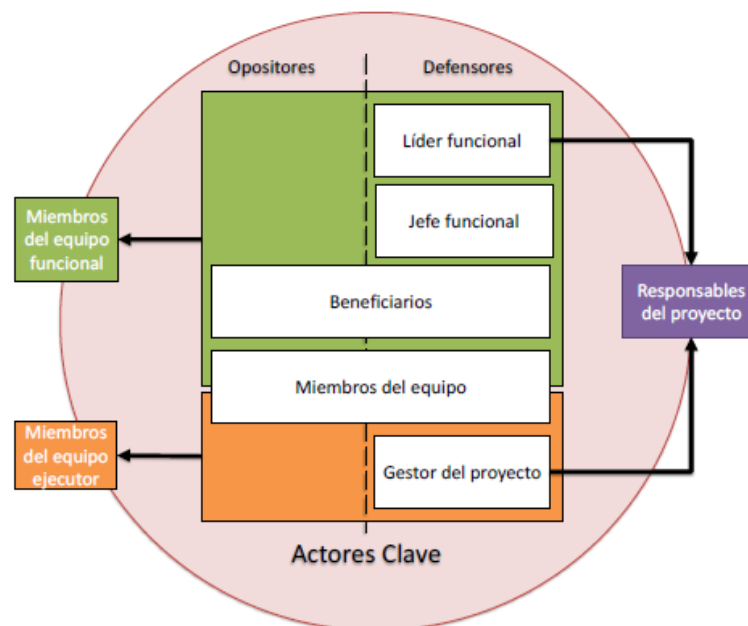 Opositores
Defensores
Líder funcional
Jefe funcional
Miembros
del equipo
funcional
Beneficiarios
Responsables
del proyecto
Miembros del equipo
Miembros
del equipo
ejecutor
Gestor del proyecto
Actores Clave